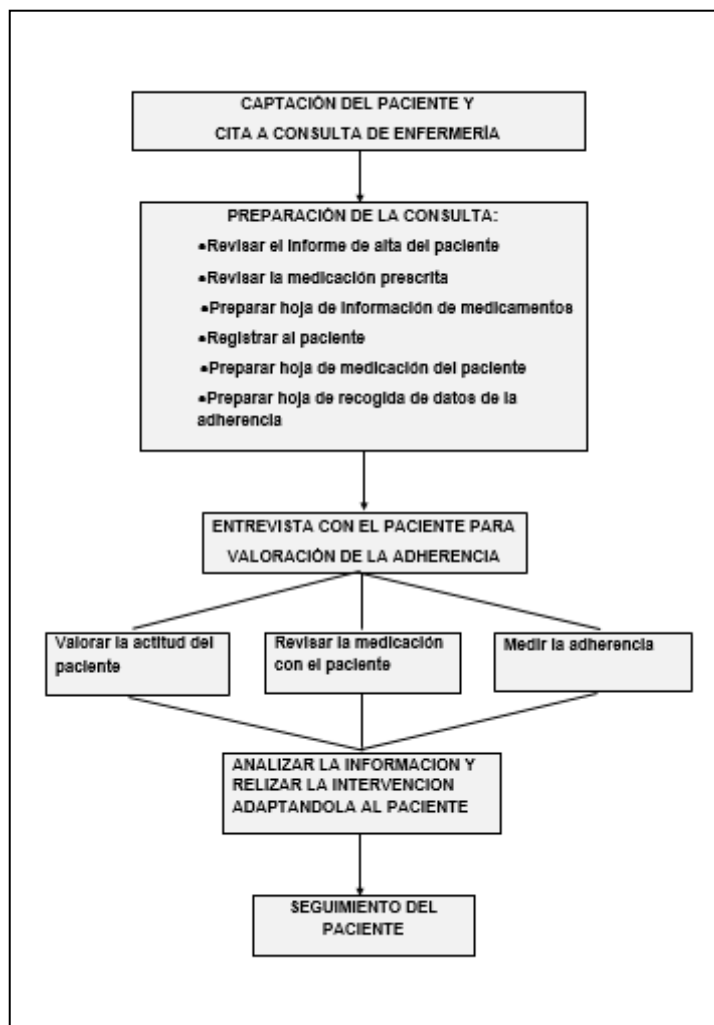 CAPTACIÓN DEL PACIENTE Y
CITA A CONSULTA DE ENFERMERÍA
PREPARACIÓN DE LA CONSULTA:
•Revisar el informe de alta del paciente
•Revisar la medicación prescrita
•Preparar hoja de información de medicamentos
•Registrar al paciente
•Preparar hoja de medicación del paciente
•Preparar hoja de recogida de datos de la
adherencia
ENTREVISTA CON EL PACIENTE PARA
VALORACIÓN DE LA ADHERENCIA
Valorar la actitud del
paciente
Revisar la medicación
con el paciente
Medir la adherencia
ANALIZAR LA INFORMACION Y
RELIZAR LA INTERVENCION
ADAPTANDOLA AL PACIENTE
SEGUIMIENTO DEL
PACIENTE